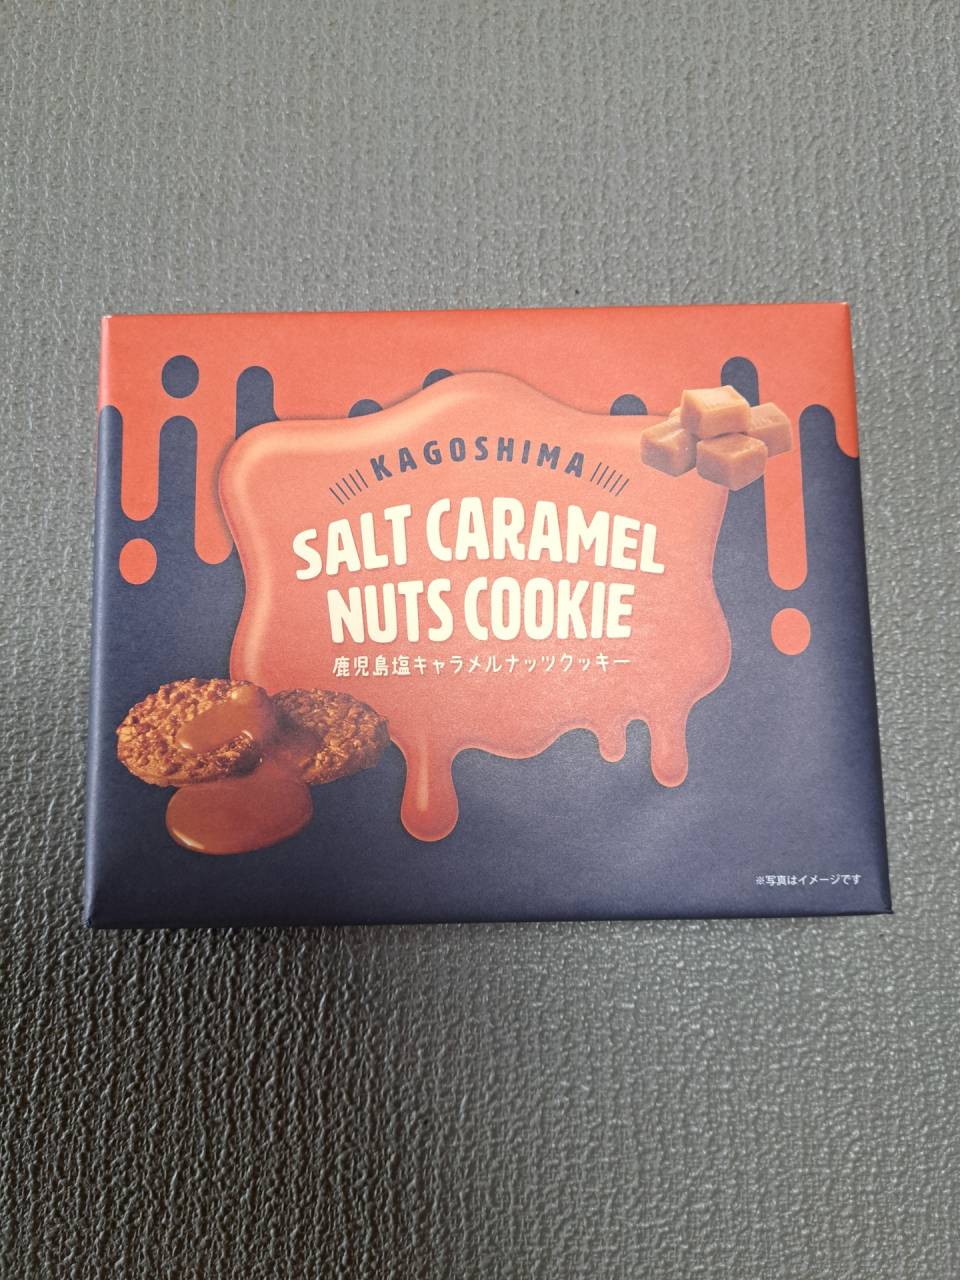 KAGOSHIMA
SALT CARAMEL
NUTS COOKIE
鹿児島塩キャラメルナッツクッキー
※写真はイメージです